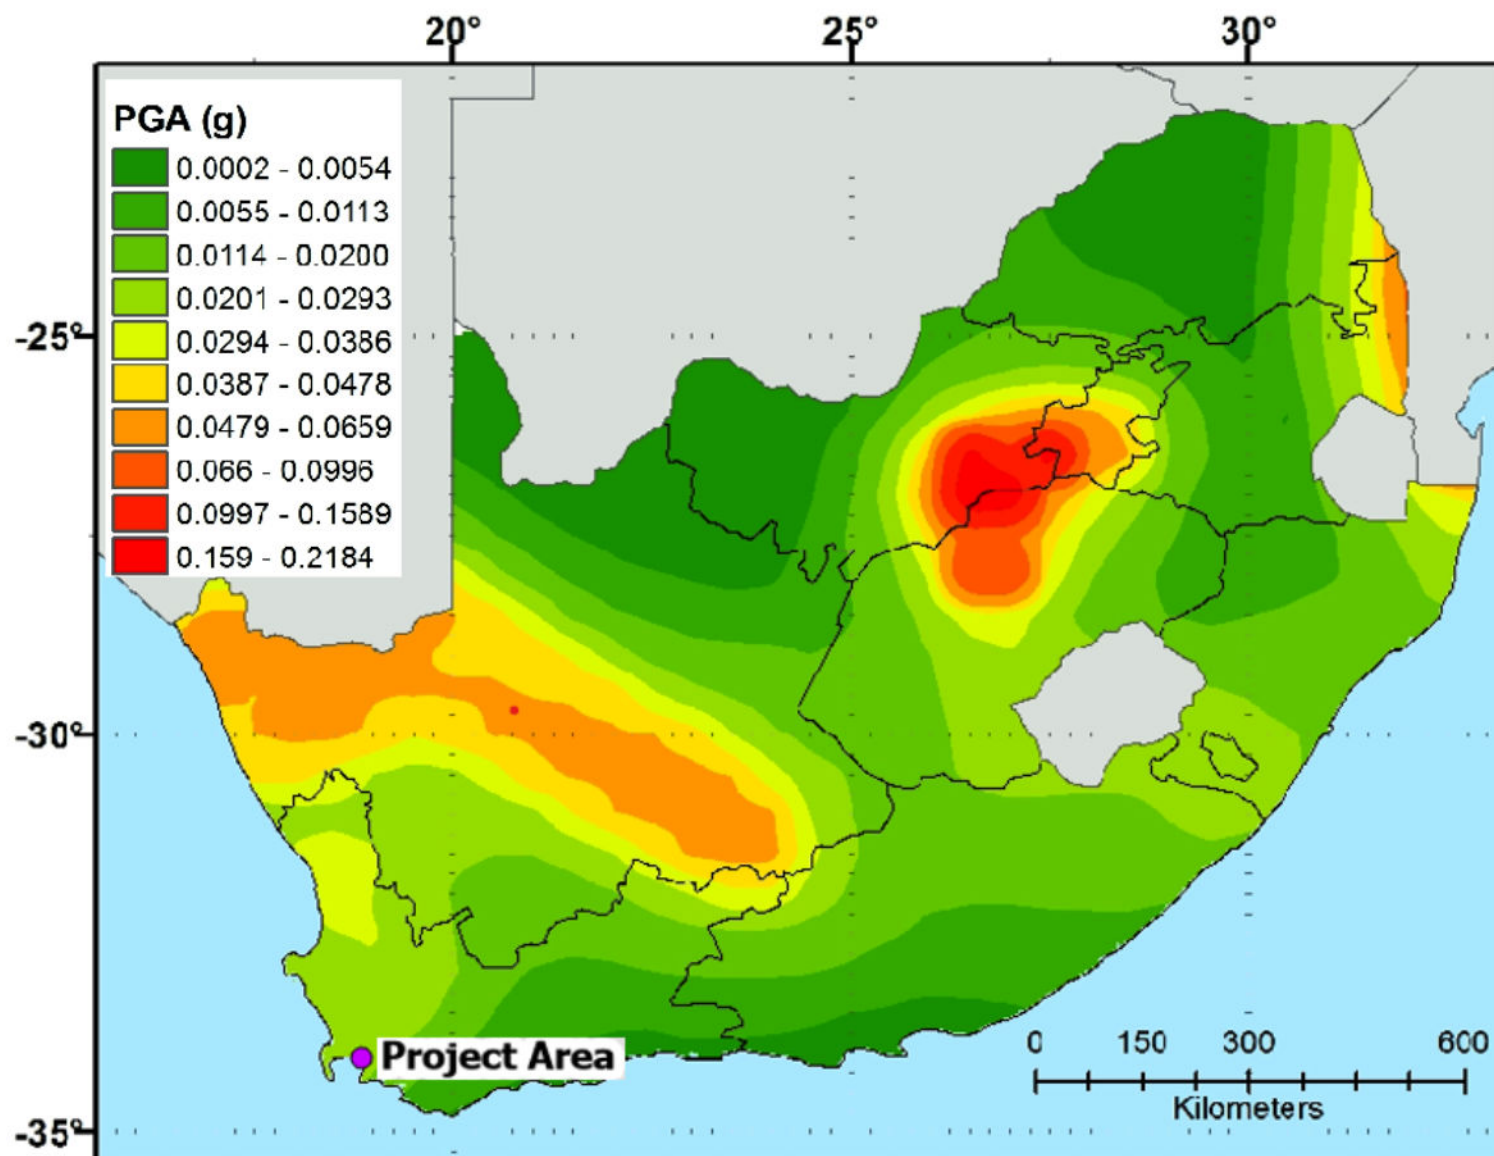 20° 25° 30°
PGA (g)
0.0002 - 0.0054
0.0055 - 0.0113
0.0114 - 0.0200
0.0201 - 0.0293
0.0294 - 0.0386
0.0387 - 0.0478
0.0479 - 0.0659
0.066 - 0.0996
0.0997 - 0.1589
0.159 - 0.2184
-25°
-30°
-35°
Project Area
0 150 300 600
Kilometers